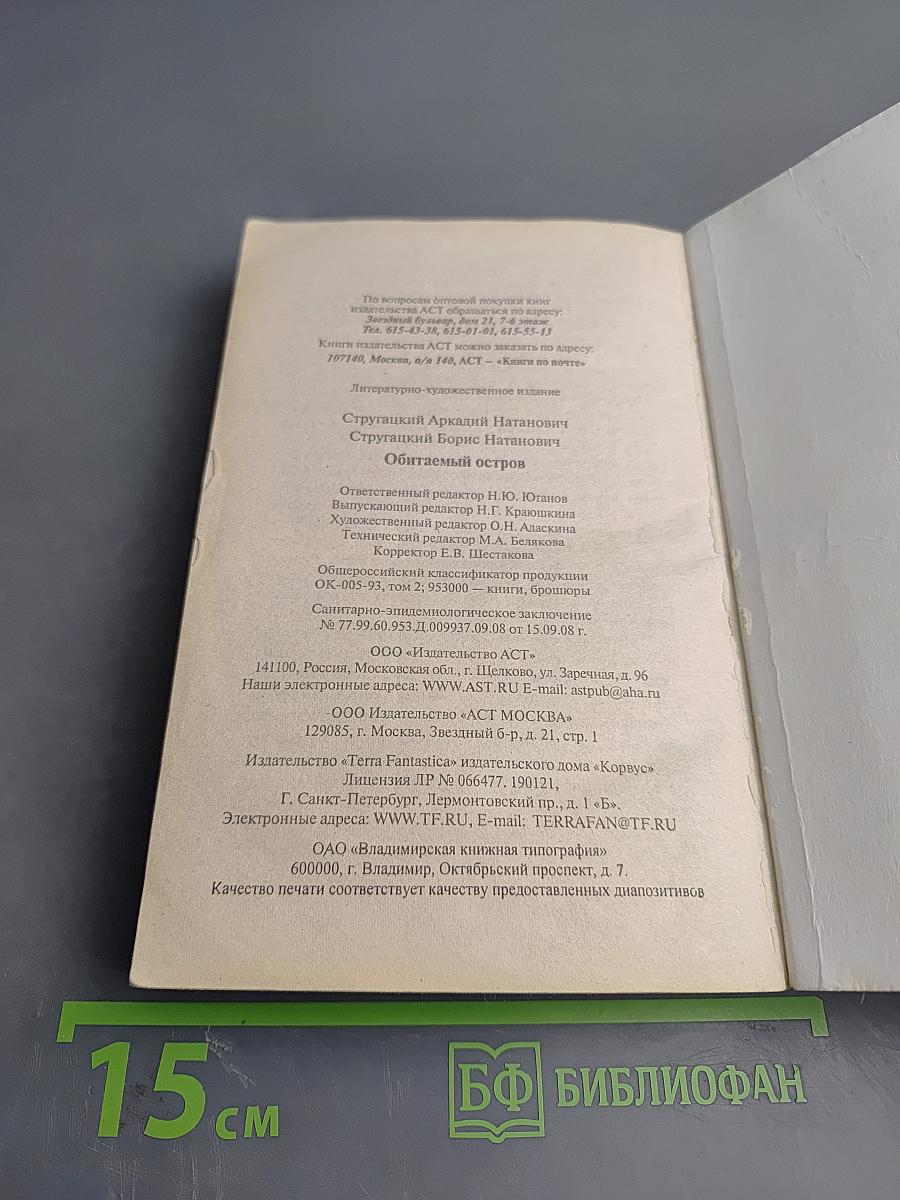 По вопросам оптовой покупки книг
издательства АСТ обращаться по адресу:
Звездный бульвар, дом 21, 7-й этаж
Тел. 615-43-38, 615-01-01, 615-55-13
Книги издательства АСТ можно заказать по адресу:
107140, Москва, а/я 140, АСТ – «Книги по почте»
Литературно-художественное издание
Стругацкий Аркадий Натанович
Стругацкий Борис Натанович
Обитаемый остров
Ответственный редактор Н.Ю. Ютанов
Выпускающий редактор Н.Г. Краюшкина
Художественный редактор О.Н. Адаскина
Технический редактор М.А. Белякова
Корректор Е.В. Шестакова
Общероссийский классификатор продукции
ОК-005-93, том 2; 953000 — книги, брошюры
Санитарно-эпидемиологическое заключение
№ 77.99.60.953.Д.009937.09.08 от 15.09.08 г.
ООО «Издательство АСТ»
141100, Россия, Московская обл., г. Щелково, ул. Заречная, д. 96
Наши электронные адреса: WWW.AST.RU E-mail: astpub@aha.ru
ООО Издательство «АСТ МОСКВА»
129085, г. Москва, Звездный б-р, д. 21, стр. 1
Издательство «Terra Fantastica» издательского дома «Корвус»
Лицензия ЛР № 066477. 190121,
Г. Санкт-Петербург, Лермонтовский пр., д. 1 «Б».
Электронные адреса: WWW.TF.RU, E-mail: TERRAFAN@TF.RU
ОАО «Владимирская книжная типография»
600000, г. Владимир, Октябрьский проспект, д. 7.
Качество печати соответствует качеству предоставленных диапозитивов
15 см
БФ БИБЛИОФАН